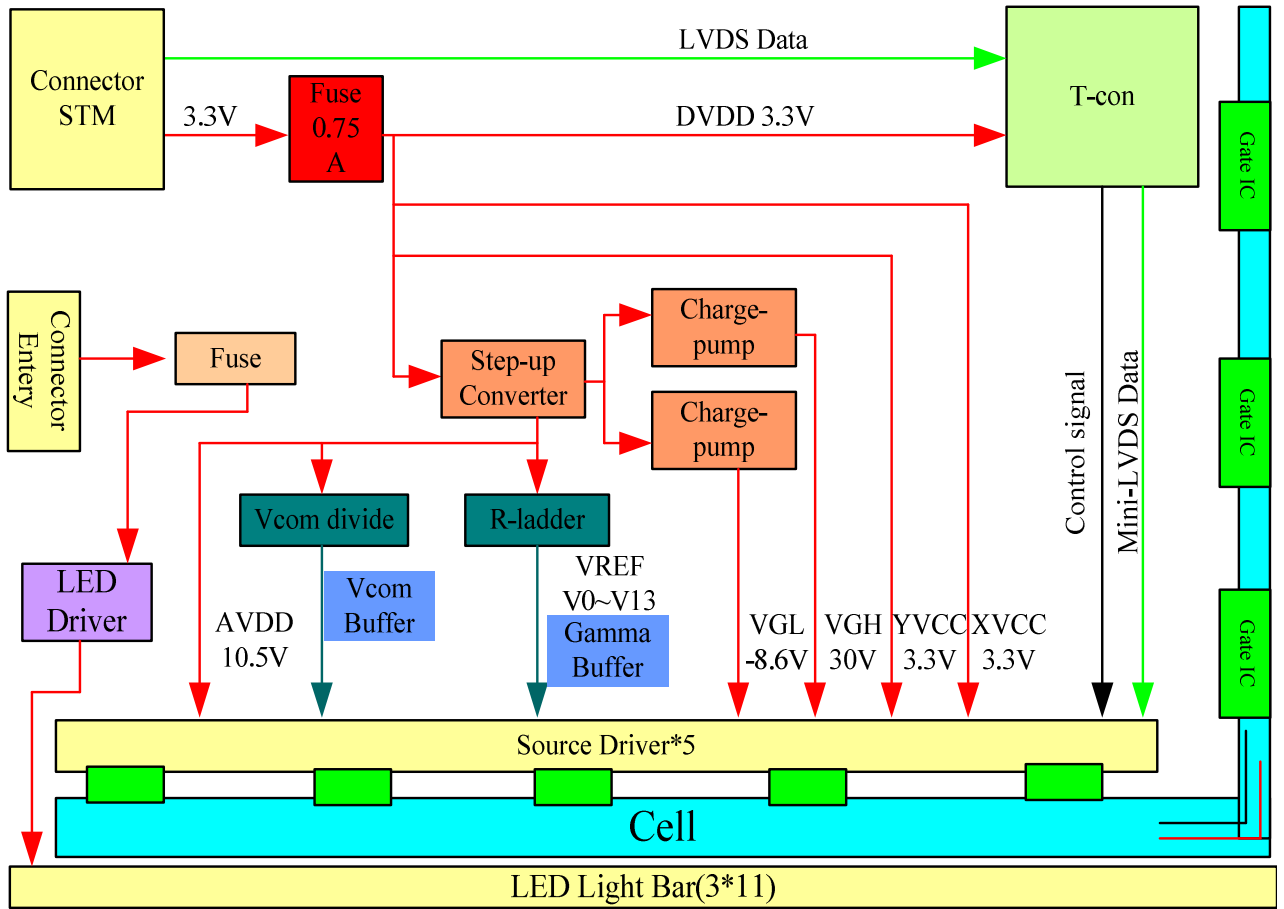 Connector
STM
LVDS Data
3.3V
Fuse
0.75
A
DVDD 3.3V
T-con
Gate IC
Connector
Entery
Fuse
Step-up
Converter
Charge-
pump
Charge-
pump
Gate IC
Control signal
Mini-LVDS Data
Vcom divide
R-ladder
LED
Driver
AVDD
10.5V
Vcom
Buffer
VREF
V0~V13
Gamma
Buffer
VGL
-8.6V
VGH
30V
YVCC
3.3V
XVCC
3.3V
Gate IC
Source Driver*5
Cell
LED Light Bar(3*11)